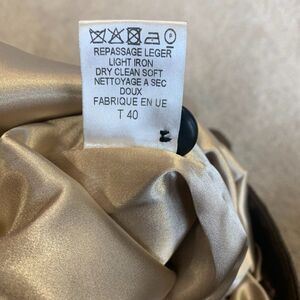 REPASSAGE LEGER
LIGHT IRON
DRY CLEAN SOFT
NETTOYAGE A SEC
DOUX
FABRIQUE EN UE
T 40